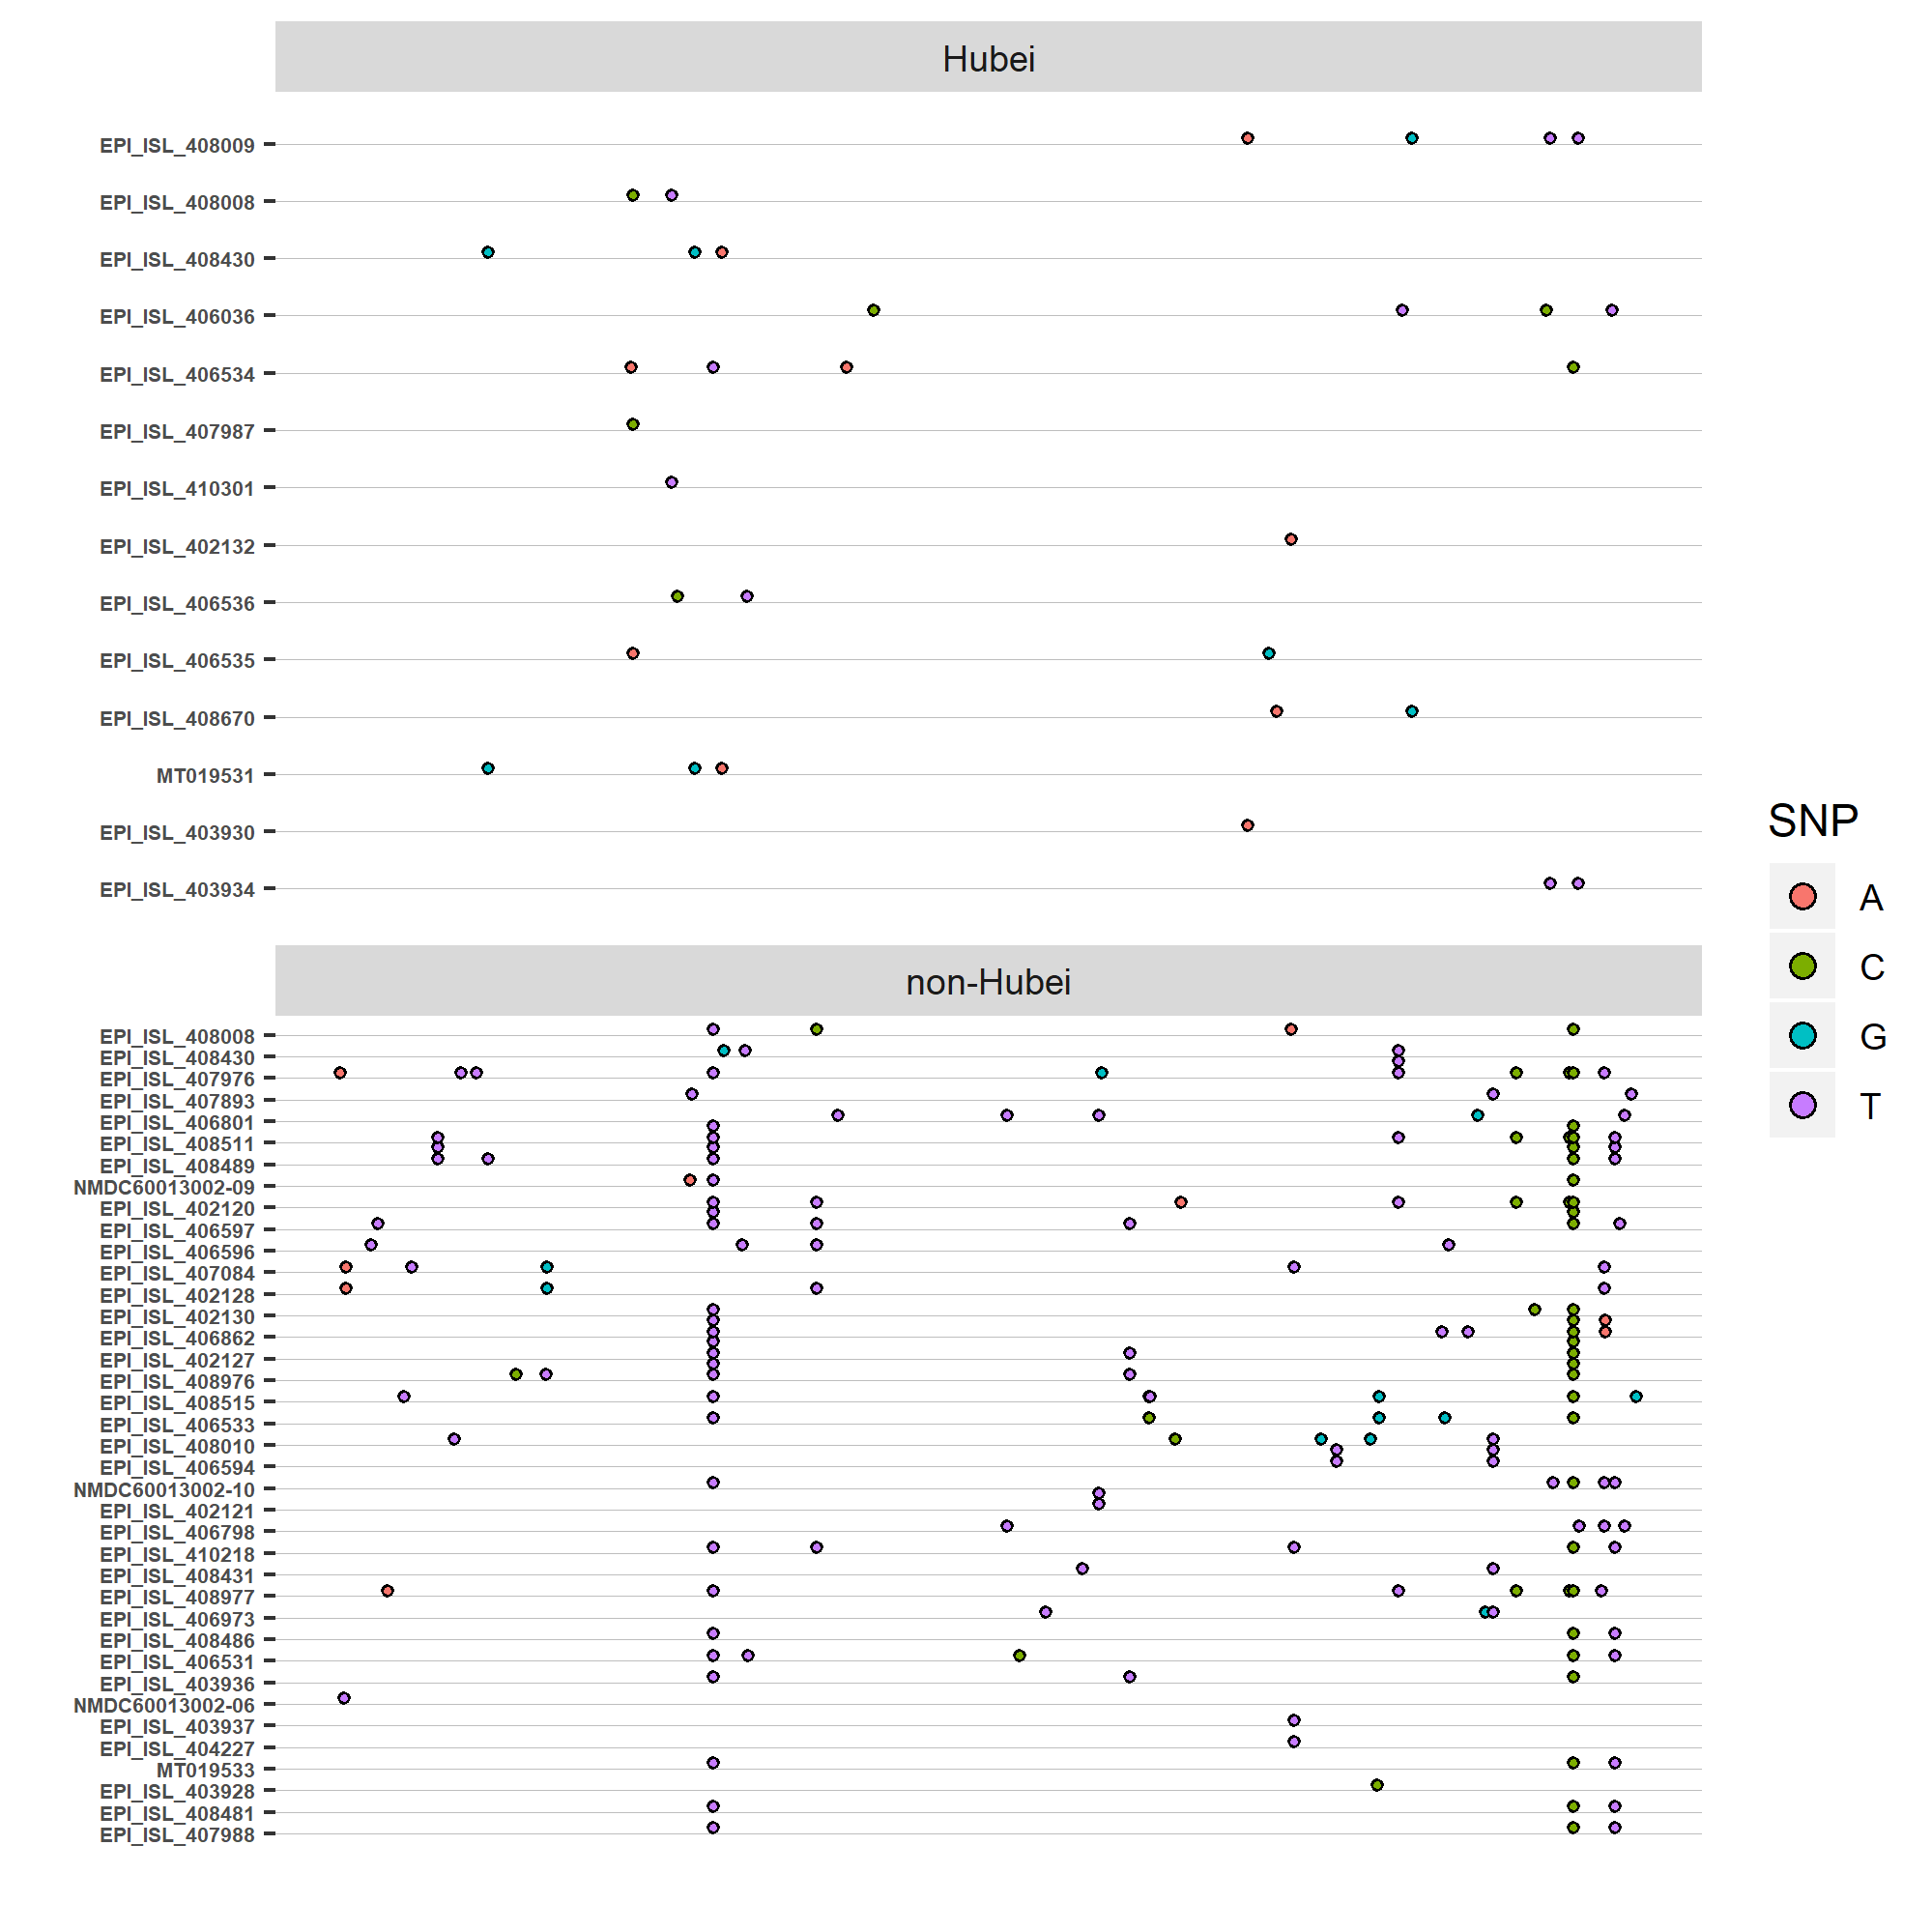 Hubei
EPI_ISL_408009
EPI_ISL_408008
EPI_ISL_408430
EPI_ISL_406036
EPI_ISL_406534
EPI_ISL_407987
EPI_ISL_410301
EPI_ISL_402132
EPI_ISL_406536
EPI_ISL_406535
EPI_ISL_408670
MT019531
EPI_ISL_403930
EPI_ISL_403934
non-Hubei
EPI_ISL_408008
EPI_ISL_408430
EPI_ISL_407976
EPI_ISL_407893
EPI_ISL_406801
EPI_ISL_408511
EPI_ISL_408489
NMDC60013002-09
EPI_ISL_402120
EPI_ISL_406597
EPI_ISL_406596
EPI_ISL_407084
EPI_ISL_402128
EPI_ISL_402130
EPI_ISL_406862
EPI_ISL_402127
EPI_ISL_408976
EPI_ISL_408515
EPI_ISL_406533
EPI_ISL_408010
EPI_ISL_406594
NMDC60013002-10
EPI_ISL_402121
EPI_ISL_406798
EPI_ISL_410218
EPI_ISL_408431
EPI_ISL_408977
EPI_ISL_406973
EPI_ISL_408486
EPI_ISL_406531
EPI_ISL_403936
NMDC60013002-06
EPI_ISL_403937
EPI_ISL_404227
MT019533
EPI_ISL_403928
EPI_ISL_408481
EPI_ISL_407988
SNP
A
C
G
T